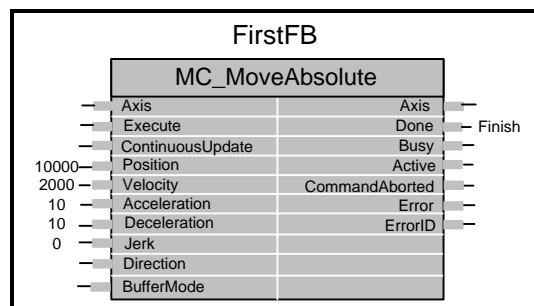 FirstFB
MC_MoveAbsolute
Axis Axis
Execute Done Finish
ContinuousUpdate Busy
10000 Position Active
2000 Velocity CommandAborted
10 Acceleration Error
10 Deceleration ErrorID
0 Jerk
Direction
BufferMode